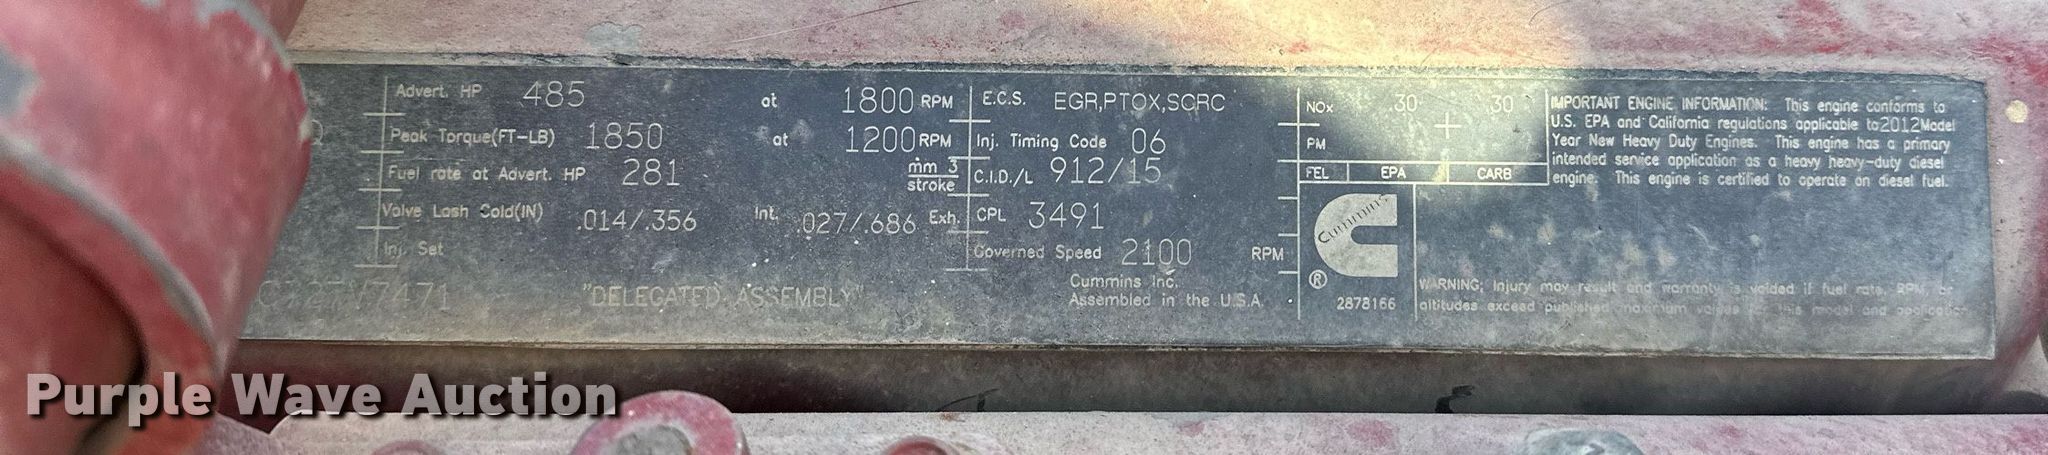 Advert. HP 485 at 1800 RPM
Peak Torque(FT-LB) 1850 at 1200 RPM
Fuel rate at Advert. HP 281 mm 3 stroke
Valve Lash Cold(IN) .014/.356 Int. .027/.686 Exh.
Inj. Set
"DELEGATED ASSEMBLY"
E.C.S. EGR,PTOX,SCRC
Inj. Timing Code 06
C.I.D./L 912/15
CPL 3491
Governed Speed 2100 RPM
Cummins Inc.
Assembled in the U.S.A.
NOx .30 + .30
PM
FEL EPA CARB
Cummins
®
2878166
IMPORTANT ENGINE INFORMATION: This engine conforms to
U.S. EPA and California regulations applicable to 2012 Model
Year New Heavy Duty Engines. This engine has a primary
intended service application as a heavy heavy-duty diesel
engine. This engine is certified to operate on diesel fuel.
WARNING: Injury may result and warranty is voided if fuel rate, RPM or
altitudes exceed published maximum values for this model and application
Purple Wave Auction